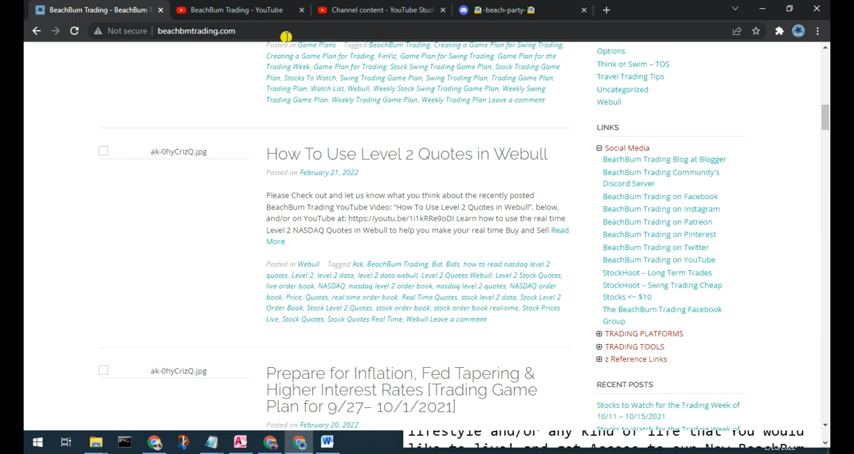 BeachBum Trading - BeachBum T
BeachBum Trading - YouTube
Channel content - YouTube Stud
-beach-party-
Not secure
beachbmtrading.com
Posted in Game Plans Tagged BeachBum Trading, Creating a Game Plan for Swing Trading,
Creating a Game Plan for Trading, FinViz, Game Plan for Swing Trading, Game Plan for the
Trading Week, Game Plan for Trading, Stock Swing Trading Game Plan, Stock Trading Game
Plan, Stocks To Watch, Swing Trading Game Plan, Swing Trading Plan, Trading Game Plan,
Trading Plan, Watch List, Webull, Weekly Stock Swing Trading Game Plan, Weekly Swing
Trading Game Plan, Weekly Trading Game Plan, Weekly Trading Plan Leave a comment
ak-0hyCrizQ.jpg
How To Use Level 2 Quotes in Webull
Posted on February 21, 2022
Please Check out and let us know what you think about the recently posted
BeachBum Trading YouTube Video: "How To Use Level 2 Quotes in Webull", below,
and/or on YouTube at: https://youtu.be/1i1kRRe9oDI Learn how to use the real time
Level 2 NASDAQ Quotes in Webull to help you make your real time Buy and Sell Read
More
Posted in Webull Tagged Ask, BeachBum Trading, Bid, Bids, how to read nasdaq level 2
quotes, Level 2, level 2 data, level 2 data webull, Level 2 Quotes Webull, Level 2 Stock Quotes,
live order book, NASDAQ, nasdaq level 2 order book, nasdaq level 2 quotes, NASDAQ order
book, Price, Quotes, real time order book, Real Time Quotes, stock level 2 data, Stock Level 2
Order Book, Stock Level 2 Quotes, stock order book, stock order book real-time, Stock Prices
Live, Stock Quotes, Stock Quotes Real Time, Webull Leave a comment
ak-0hyCrizQ.jpg
Prepare for Inflation, Fed Tapering &
Higher Interest Rates [Trading Game
Plan for 9/27– 10/1/2021]
Posted on February 20, 2022
Options
Think or Swim – TOS
Travel Trading Tips
Uncategorized
Webull
LINKS
Social Media
BeachBum Trading Blog at Blogger
BeachBum Trading Community's
Discord Server
BeachBum Trading on Facebook
BeachBum Trading on Instagram
BeachBum Trading on Patreon
BeachBum Trading on Pinterest
BeachBum Trading on Twitter
BeachBum Trading on YouTube
StockHoot – Long Term Trades
StockHoot – Swing Trading Cheap
Stocks <~ $10
The BeachBum Trading Facebook
Group
TRADING PLATFORMS
TRADING TOOLS
z Reference Links
RECENT POSTS
Stocks to Watch for the Trading Week of
10/11 – 10/15/2021
Stocks to Watch for the Trading Week of
lifestyle and/or any kind of life that You would
like to live! and get Access to our New BeachBum